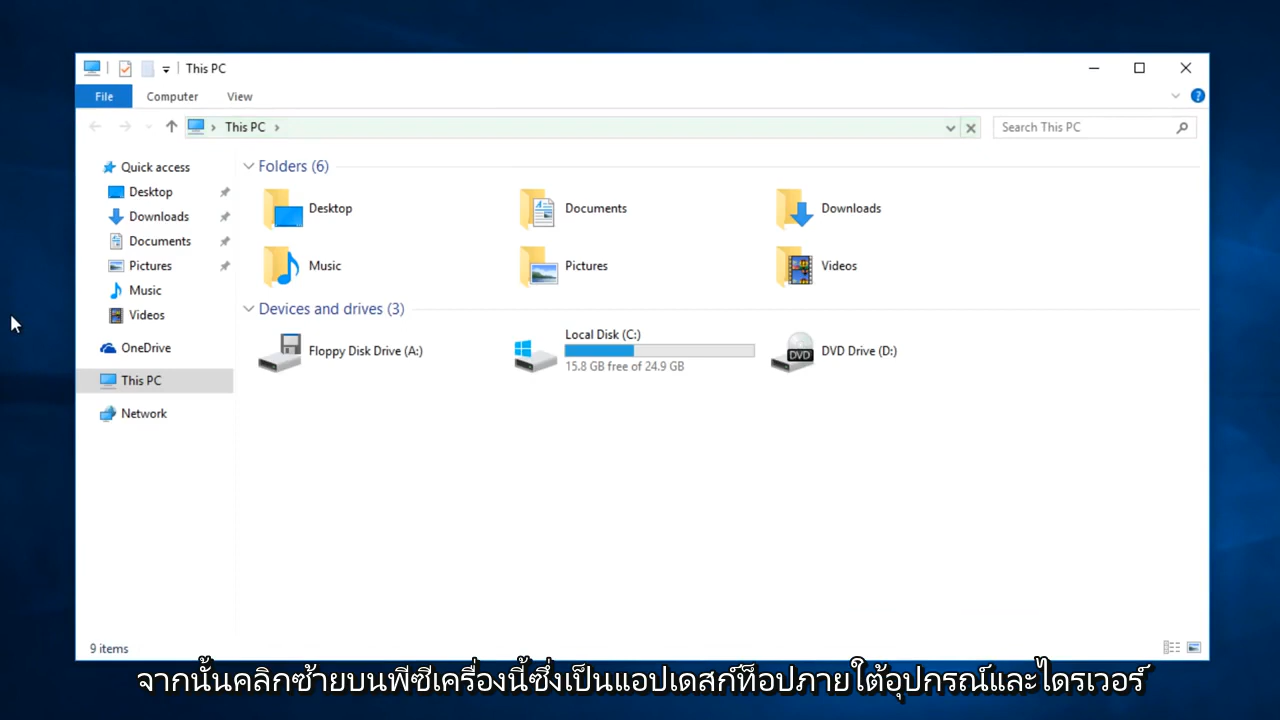 This PC
File Computer View
This PC
Search This PC
Quick access
Desktop
Downloads
Documents
Pictures
Music
Videos
OneDrive
This PC
Network
Folders (6)
Desktop
Documents
Downloads
Music
Pictures
Videos
Devices and drives (3)
Floppy Disk Drive (A:)
Local Disk (C:)
15.8 GB free of 24.9 GB
DVD
DVD Drive (D:)
9 items
จากนั้นคลิกซ้ายบนพีซีเครื่องนี้ซึ่งเป็นแอปเดสก์ท็อปภายใต้อุปกรณ์และไดรเวอร์